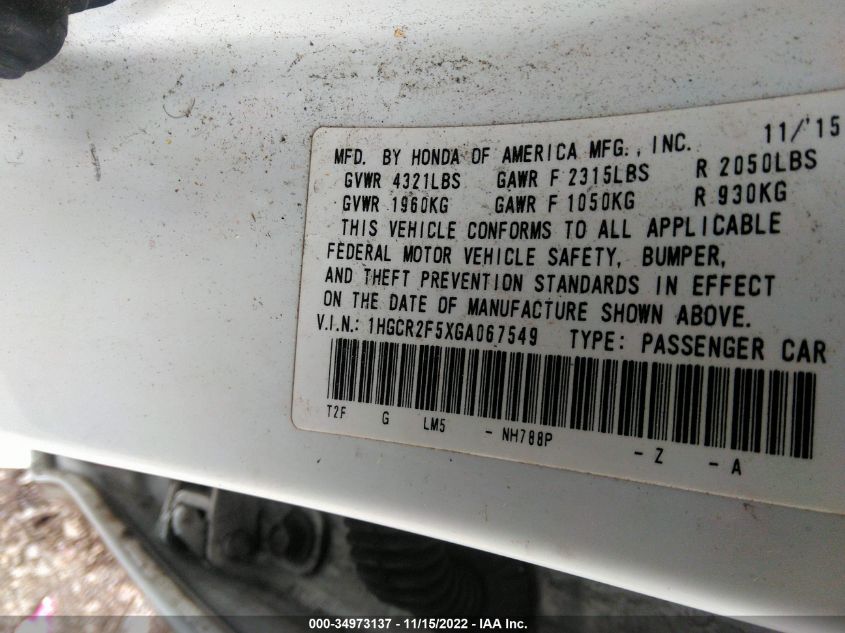 11/'15
MFD. BY HONDA OF AMERICA MFG., INC.
GVWR 4321LBS GAWR F 2315LBS R 2050LBS
GVWR 1960KG GAWR F 1050KG R 930KG
THIS VEHICLE CONFORMS TO ALL APPLICABLE
FEDERAL MOTOR VEHICLE SAFETY, BUMPER,
AND THEFT PREVENTION STANDARDS IN EFFECT
ON THE DATE OF MANUFACTURE SHOWN ABOVE.
V.I.N.: 1HGCR2F5XGA067549 TYPE: PASSENGER CAR
T2F G LM5 - NH788P - Z - A
000-34973137 - 11/15/2022 - IAA Inc.